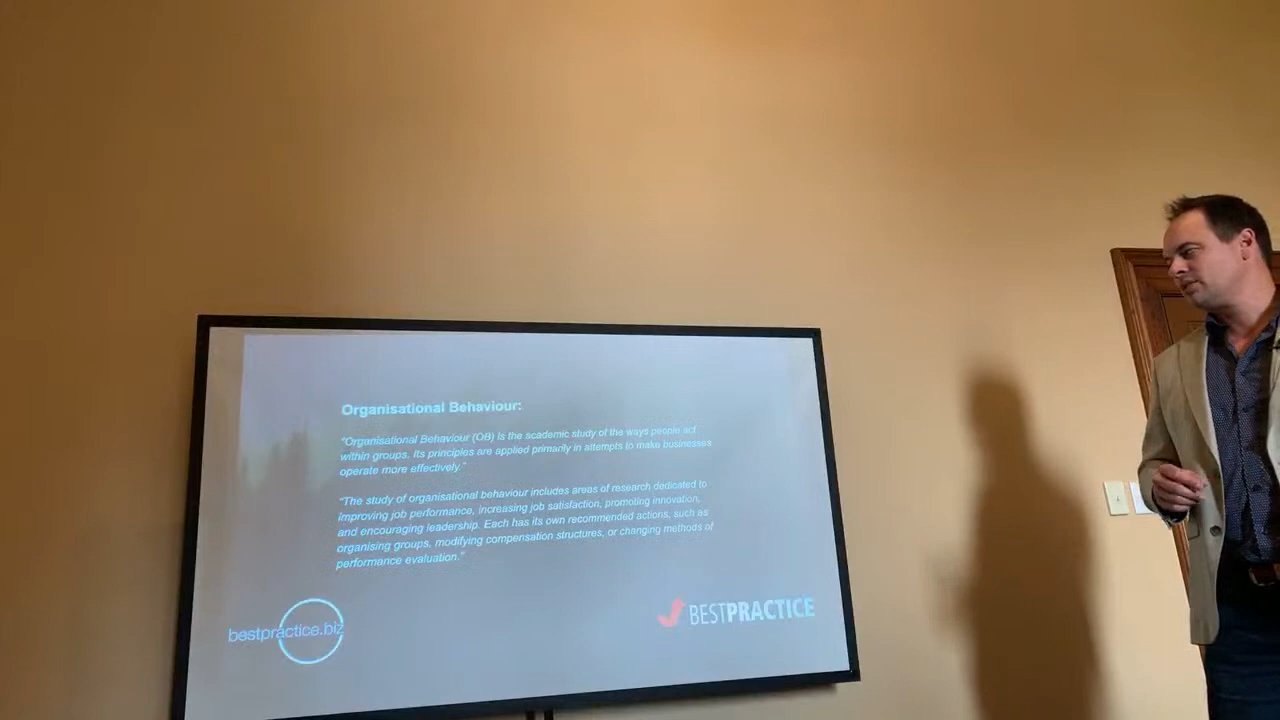 Organisational Behaviour:
"Organisational Behaviour (OB) is the academic study of the ways people act
within groups. Its principles are applied primarily in attempts to make businesses
operate more effectively."
"The study of organisational behaviour includes areas of research dedicated to
improving job performance, increasing job satisfaction, promoting innovation,
and encouraging leadership. Each has its own recommended actions, such as
organising groups, modifying compensation structures, or changing methods of
performance evaluation."
bestpractice.biz
BESTPRACTICE